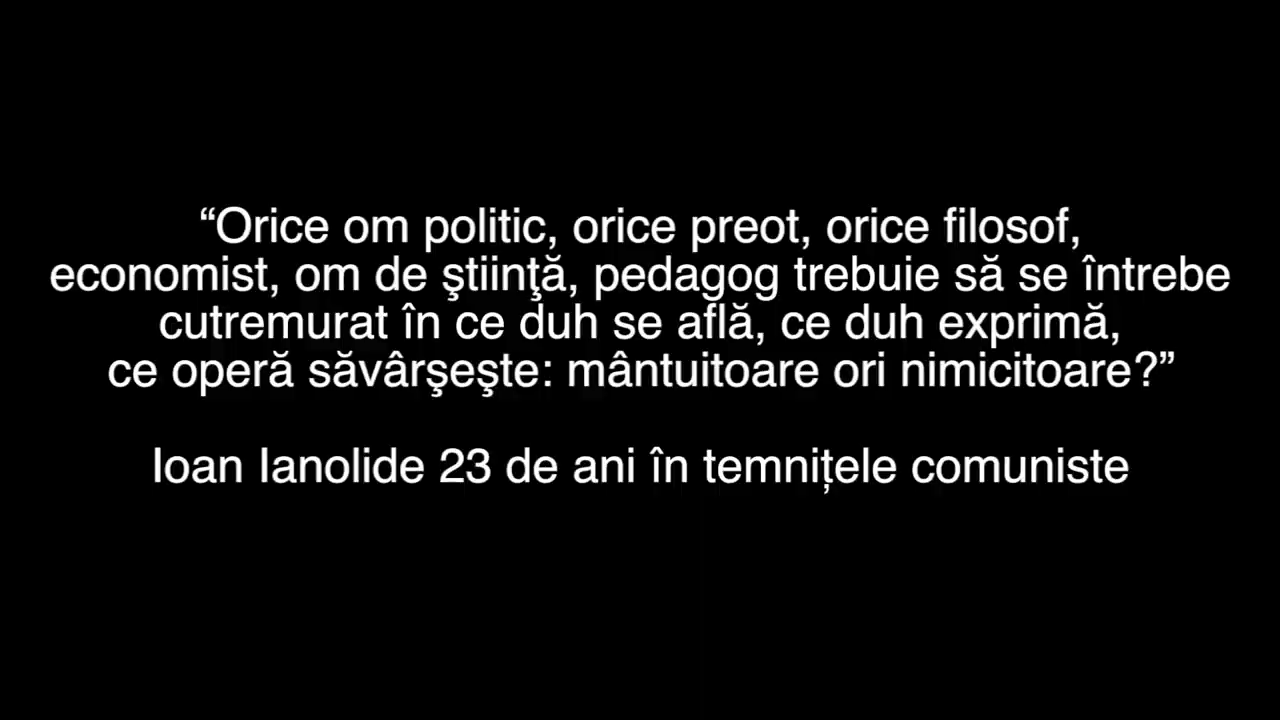 “Orice om politic, orice preot, orice filosof,
economist, om de ştiinţă, pedagog trebuie să se întrebe
cutremurat în ce duh se află, ce duh exprimă,
ce operă săvârşeşte: mântuitoare ori nimicitoare?”
Ioan Ianolide 23 de ani în temnițele comuniste